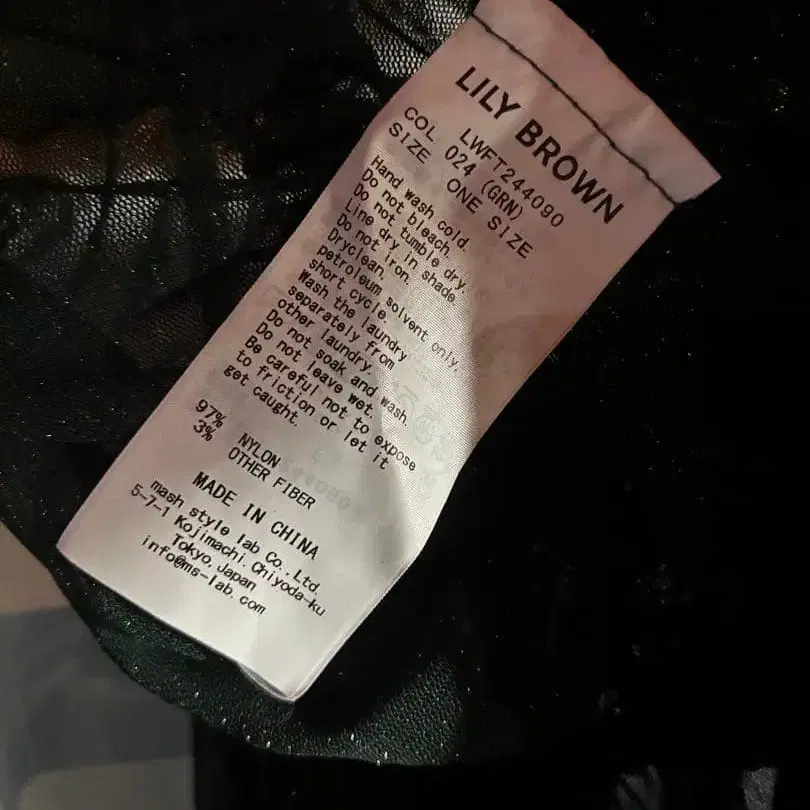 LILY BROWN
LWFT244090
COL 024 (GRN)
SIZE ONE SIZE
Hand wash cold.
Do not bleach.
Do not tumble dry.
Line dry in shade.
Do not iron.
Dryclean.
petroleum solvent only.
short cycle.
Wash the laundry
separately from
other laundry.
Do not soak and wash.
Do not leave wet.
Be careful not to expose
to friction or let it
get caught.
97% NYLON
3% OTHER FIBER
MADE IN CHINA
mash style lab Co., Ltd.
5-7-1 Kojimachi. Chiyoda-ku
Tokyo. Japan
info@ms-lab.com